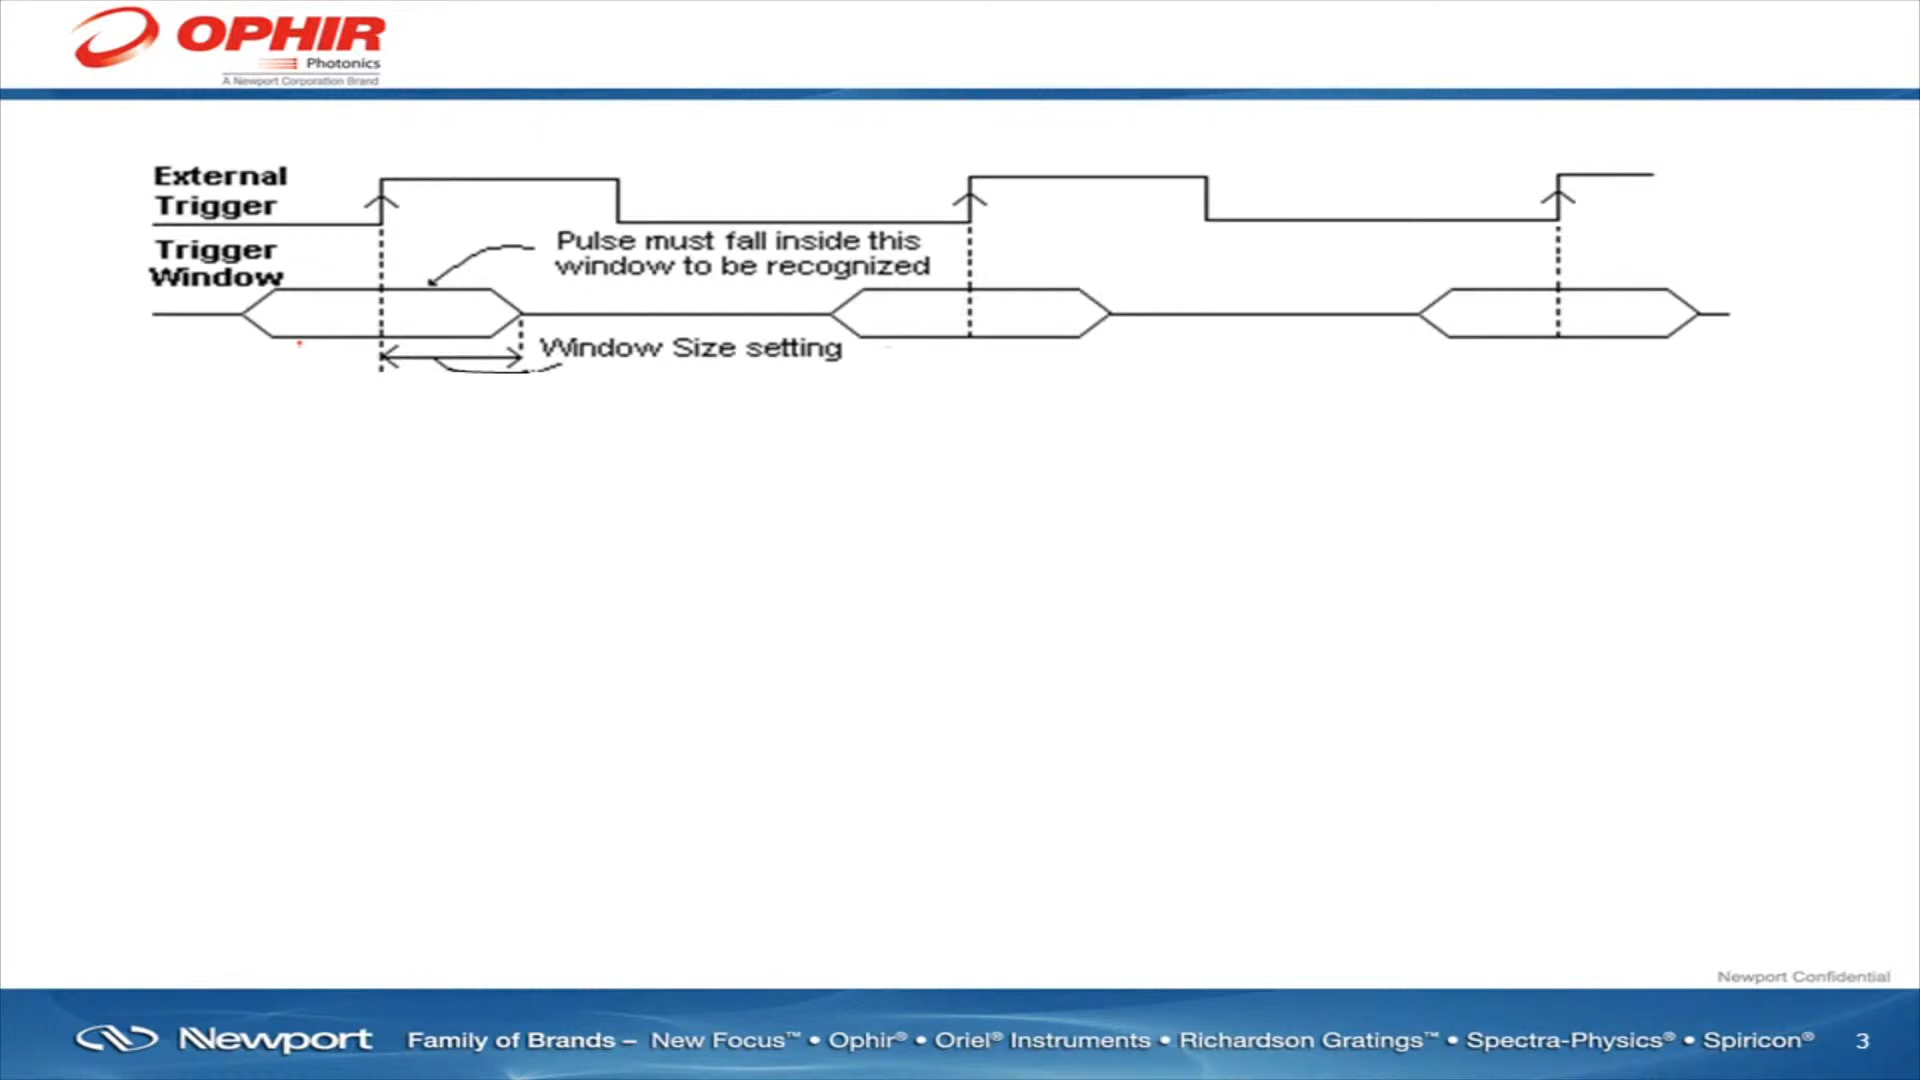 OPHIR
Photonics
A Newport Corporation Brand
External
Trigger
Trigger
Window
Pulse must fall inside this
window to be recognized
Window Size setting
Newport Confidential
Newport Family of Brands – New Focus™ • Ophir® • Oriel® Instruments • Richardson Gratings™ • Spectra-Physics® • Spiricon® 3